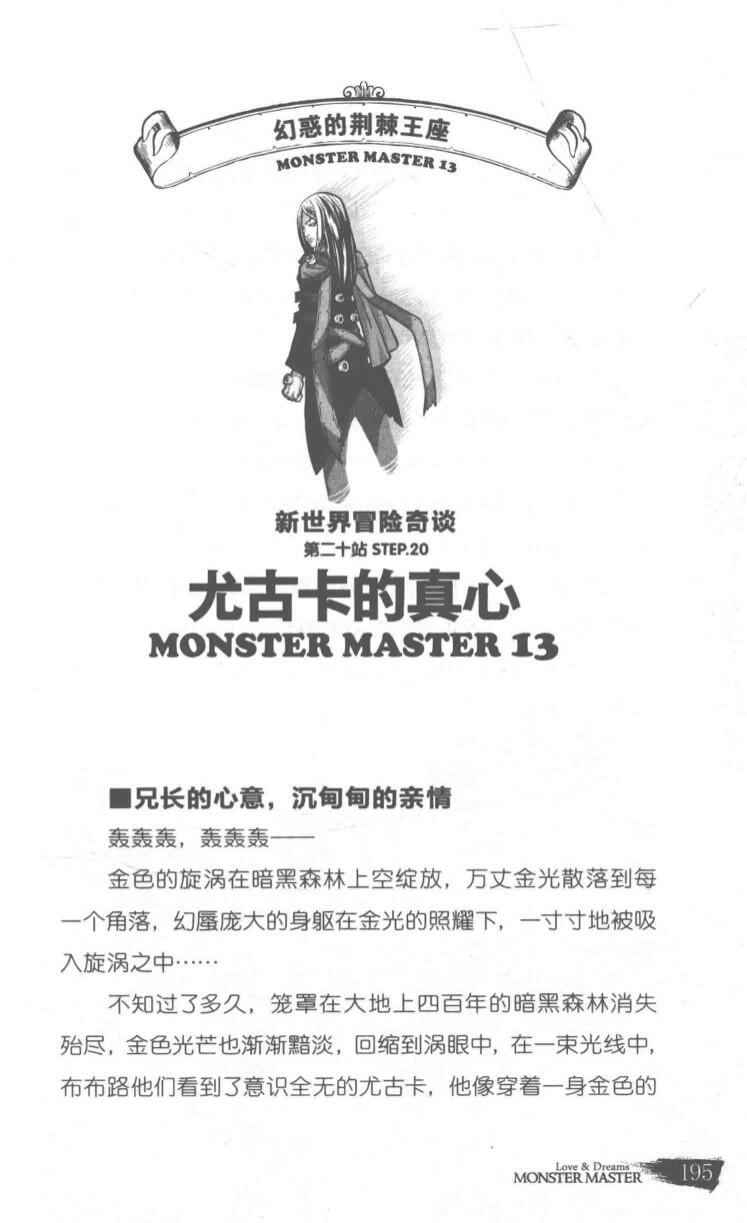 幻惑的荆棘王座
MONSTER MASTER 13
新世界冒险奇谈
第二十站 STEP.20
尤古卡的真心
MONSTER MASTER 13
■兄长的心意，沉甸甸的亲情
轰轰轰，轰轰轰——
金色的旋涡在暗黑森林上空绽放，万丈金光散落到每
一个角落，幻蜃庞大的身躯在金光的照耀下，一寸寸地被吸
入旋涡之中……
不知过了多久，笼罩在大地上四百年的暗黑森林消失
殆尽，金色光芒也渐渐黯淡，回缩到涡眼中，在一束光线中，
布布路他们看到了意识全无的尤古卡，他像穿着一身金色的
Love & Dreams
MONSTER MASTER 195